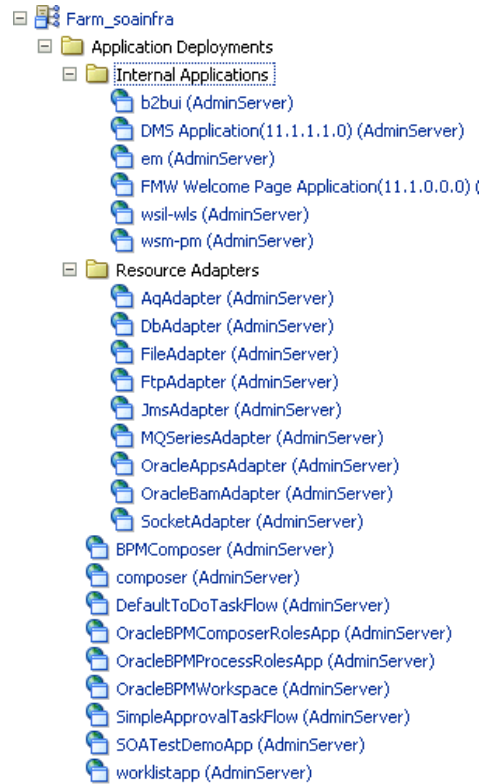 Farm_soainfra
Application Deployments
Internal Applications
b2bui (AdminServer)
DMS Application(11.1.1.1.0) (AdminServer)
em (AdminServer)
FMW Welcome Page Application(11.1.0.0.0) (
wsil-wls (AdminServer)
wsm-pm (AdminServer)
Resource Adapters
AqAdapter (AdminServer)
DbAdapter (AdminServer)
FileAdapter (AdminServer)
FtpAdapter (AdminServer)
JmsAdapter (AdminServer)
MQSeriesAdapter (AdminServer)
OracleAppsAdapter (AdminServer)
OracleBamAdapter (AdminServer)
SocketAdapter (AdminServer)
BPMComposer (AdminServer)
composer (AdminServer)
DefaultToDoTaskFlow (AdminServer)
OracleBPMComposerRolesApp (AdminServer)
OracleBPMProcessRolesApp (AdminServer)
OracleBPMWorkspace (AdminServer)
SimpleApprovalTaskFlow (AdminServer)
SOATestDemoApp (AdminServer)
worklistapp (AdminServer)